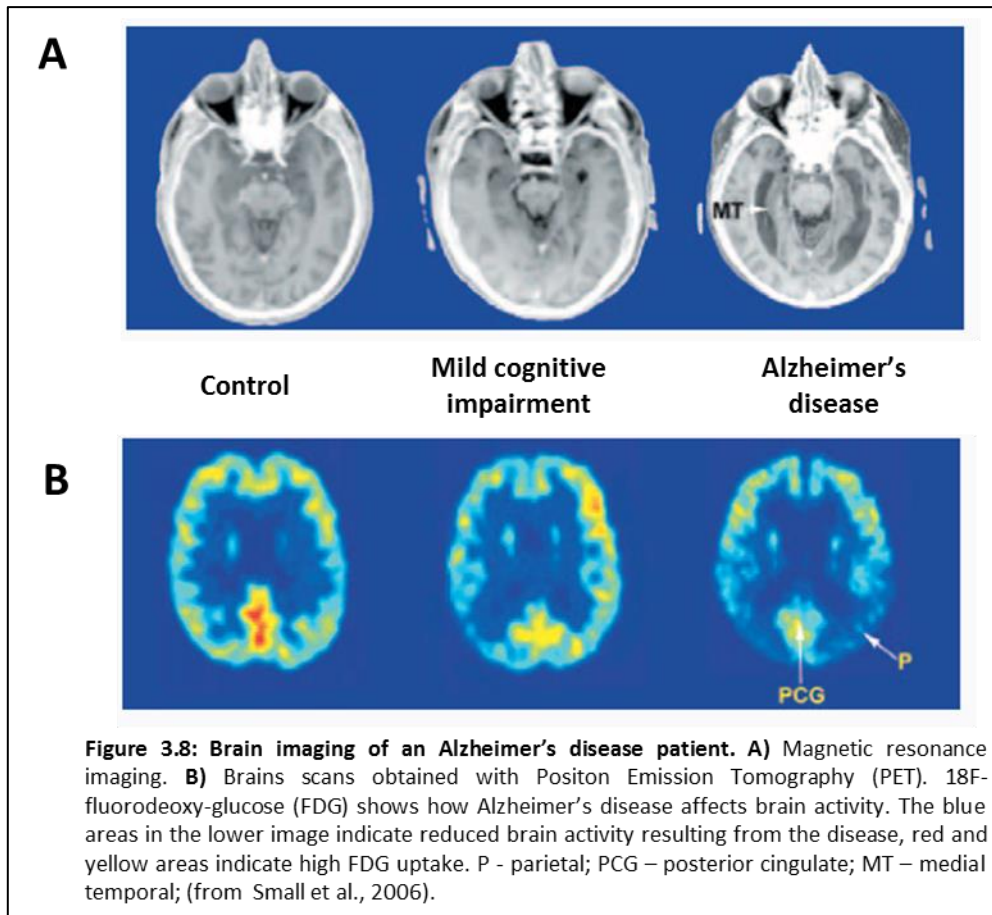 A
MT
Control
Mild cognitive
impairment
Alzheimer's
disease
B
P
PCG
Figure 3.8: Brain imaging of an Alzheimer's disease patient. A) Magnetic resonance
imaging. B) Brains scans obtained with Positon Emission Tomography (PET). 18F-
fluorodeoxy-glucose (FDG) shows how Alzheimer's disease affects brain activity. The blue
areas in the lower image indicate reduced brain activity resulting from the disease, red and
yellow areas indicate high FDG uptake. P - parietal; PCG – posterior cingulate; MT – medial
temporal; (from Small et al., 2006).